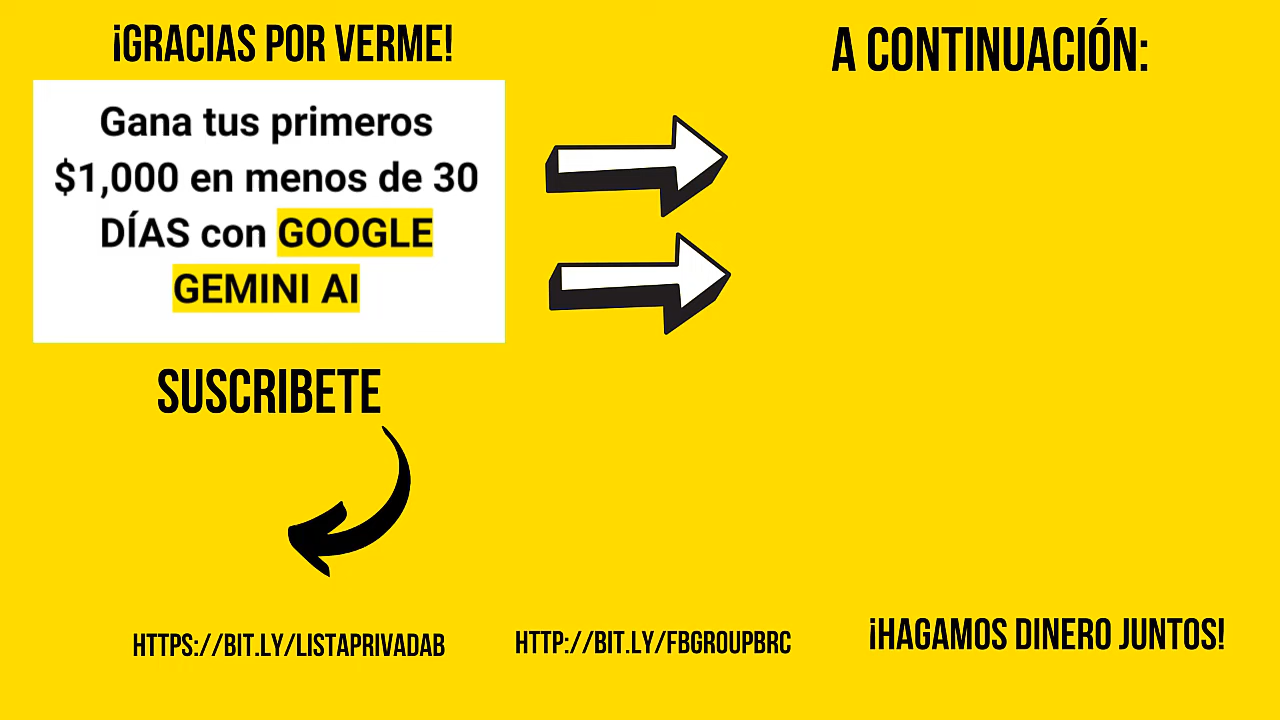 ¡GRACIAS POR VERME!
Gana tus primeros
$1,000 en menos de 30
DÍAS con GOOGLE
GEMINI AI
A CONTINUACIÓN:
SUSCRIBETE
HTTPS://BIT.LY/LISTAPRIVADAB
HTTP://BIT.LY/FBGROUPBRC
¡HAGAMOS DINERO JUNTOS!